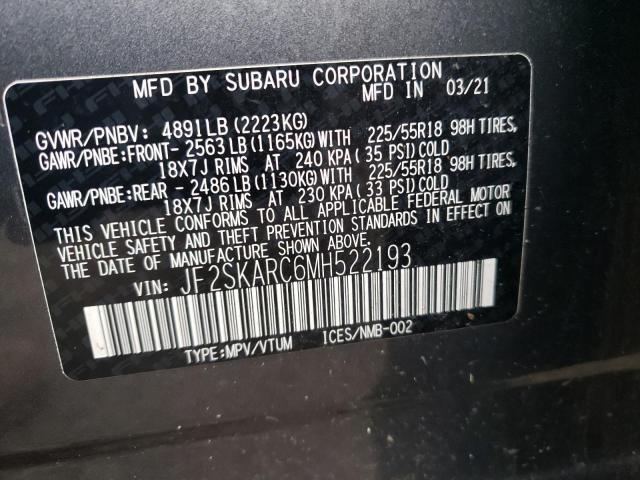 MFD BY SUBARU CORPORATION
MFD IN 03/21
GVWR/PNBV: 4891LB (2223KG)
GAWR/PNBE:FRONT- 2563LB(1165KG)WITH 225/55R18 98H TIRES,
18X7J RIMS AT 240 KPA (35 PSI)COLD
GAWR/PNBE:REAR - 2486LB(1130KG)WITH 225/55R18 98H TIRES,
18X7J RIMS AT 230 KPA (33 PSI)COLD
THIS VEHICLE CONFORMS TO ALL APPLICABLE FEDERAL MOTOR
VEHICLE SAFETY AND THEFT PREVENTION STANDARDS IN EFFECT ON
THE DATE OF MANUFACTURE SHOWN ABOVE.
VIN: JF2SKARC6MH522193
TYPE:MPV/VTUM ICES/NMB-002